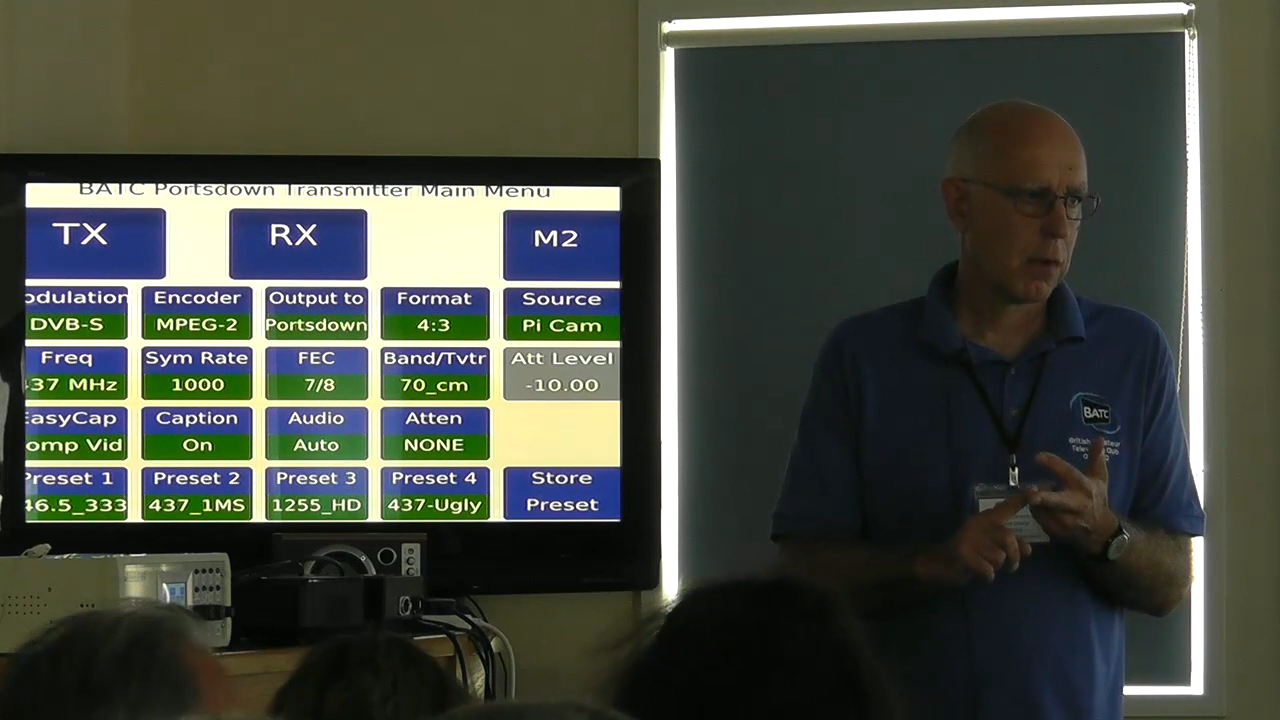 BATC Portsdown Transmitter Main Menu
TX RX M2
odulation Encoder Output to Format Source
DVB-S MPEG-2 Portsdown 4:3 Pi Cam
Freq Sym Rate FEC Band/Tvtr Att Level
37 MHz 1000 7/8 70_cm -10.00
EasyCap Caption Audio Atten
omp Vid On Auto NONE
Preset 1 Preset 2 Preset 3 Preset 4 Store
46.5_333 437_1MS 1255_HD 437-Ugly Preset
BATC
British